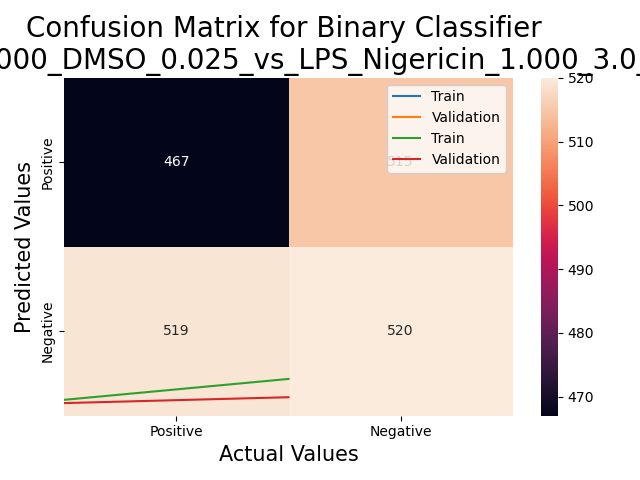 Confusion Matrix for Binary Classifier
000_DMSO_0.025_vs_LPS_Nigericin_1.000_3.0_
Train
Validation
Train
Validation
Predicted Values
Positive
Negative
467
519
520
Positive
Negative
Actual Values
520
510
500
490
480
470